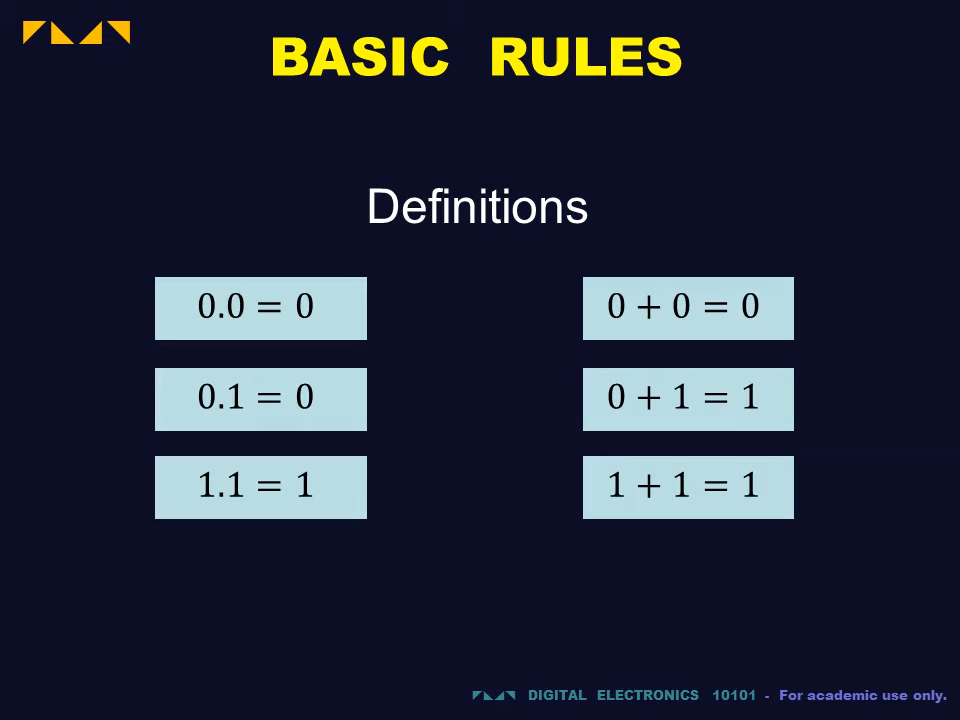 BASIC RULES
Definitions
0.0 = 0
0 + 0 = 0
0.1 = 0
0 + 1 = 1
1.1 = 1
1 + 1 = 1
DIGITAL ELECTRONICS 10101 - For academic use only.